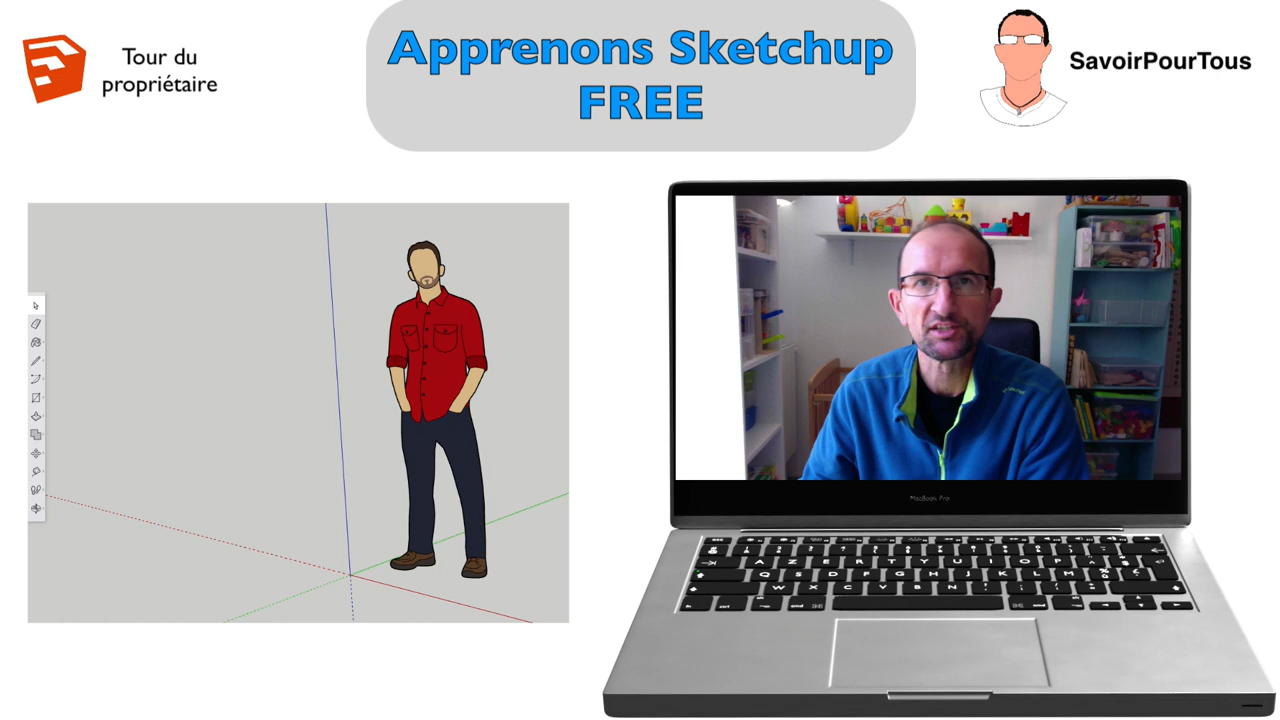 Tour du
propriétaire
Apprenons Sketchup
FREE
SavoirPourTous
MacBook Pro
A Z E R T Y U I O P
Q S D F G H J K L M
W X C V B N